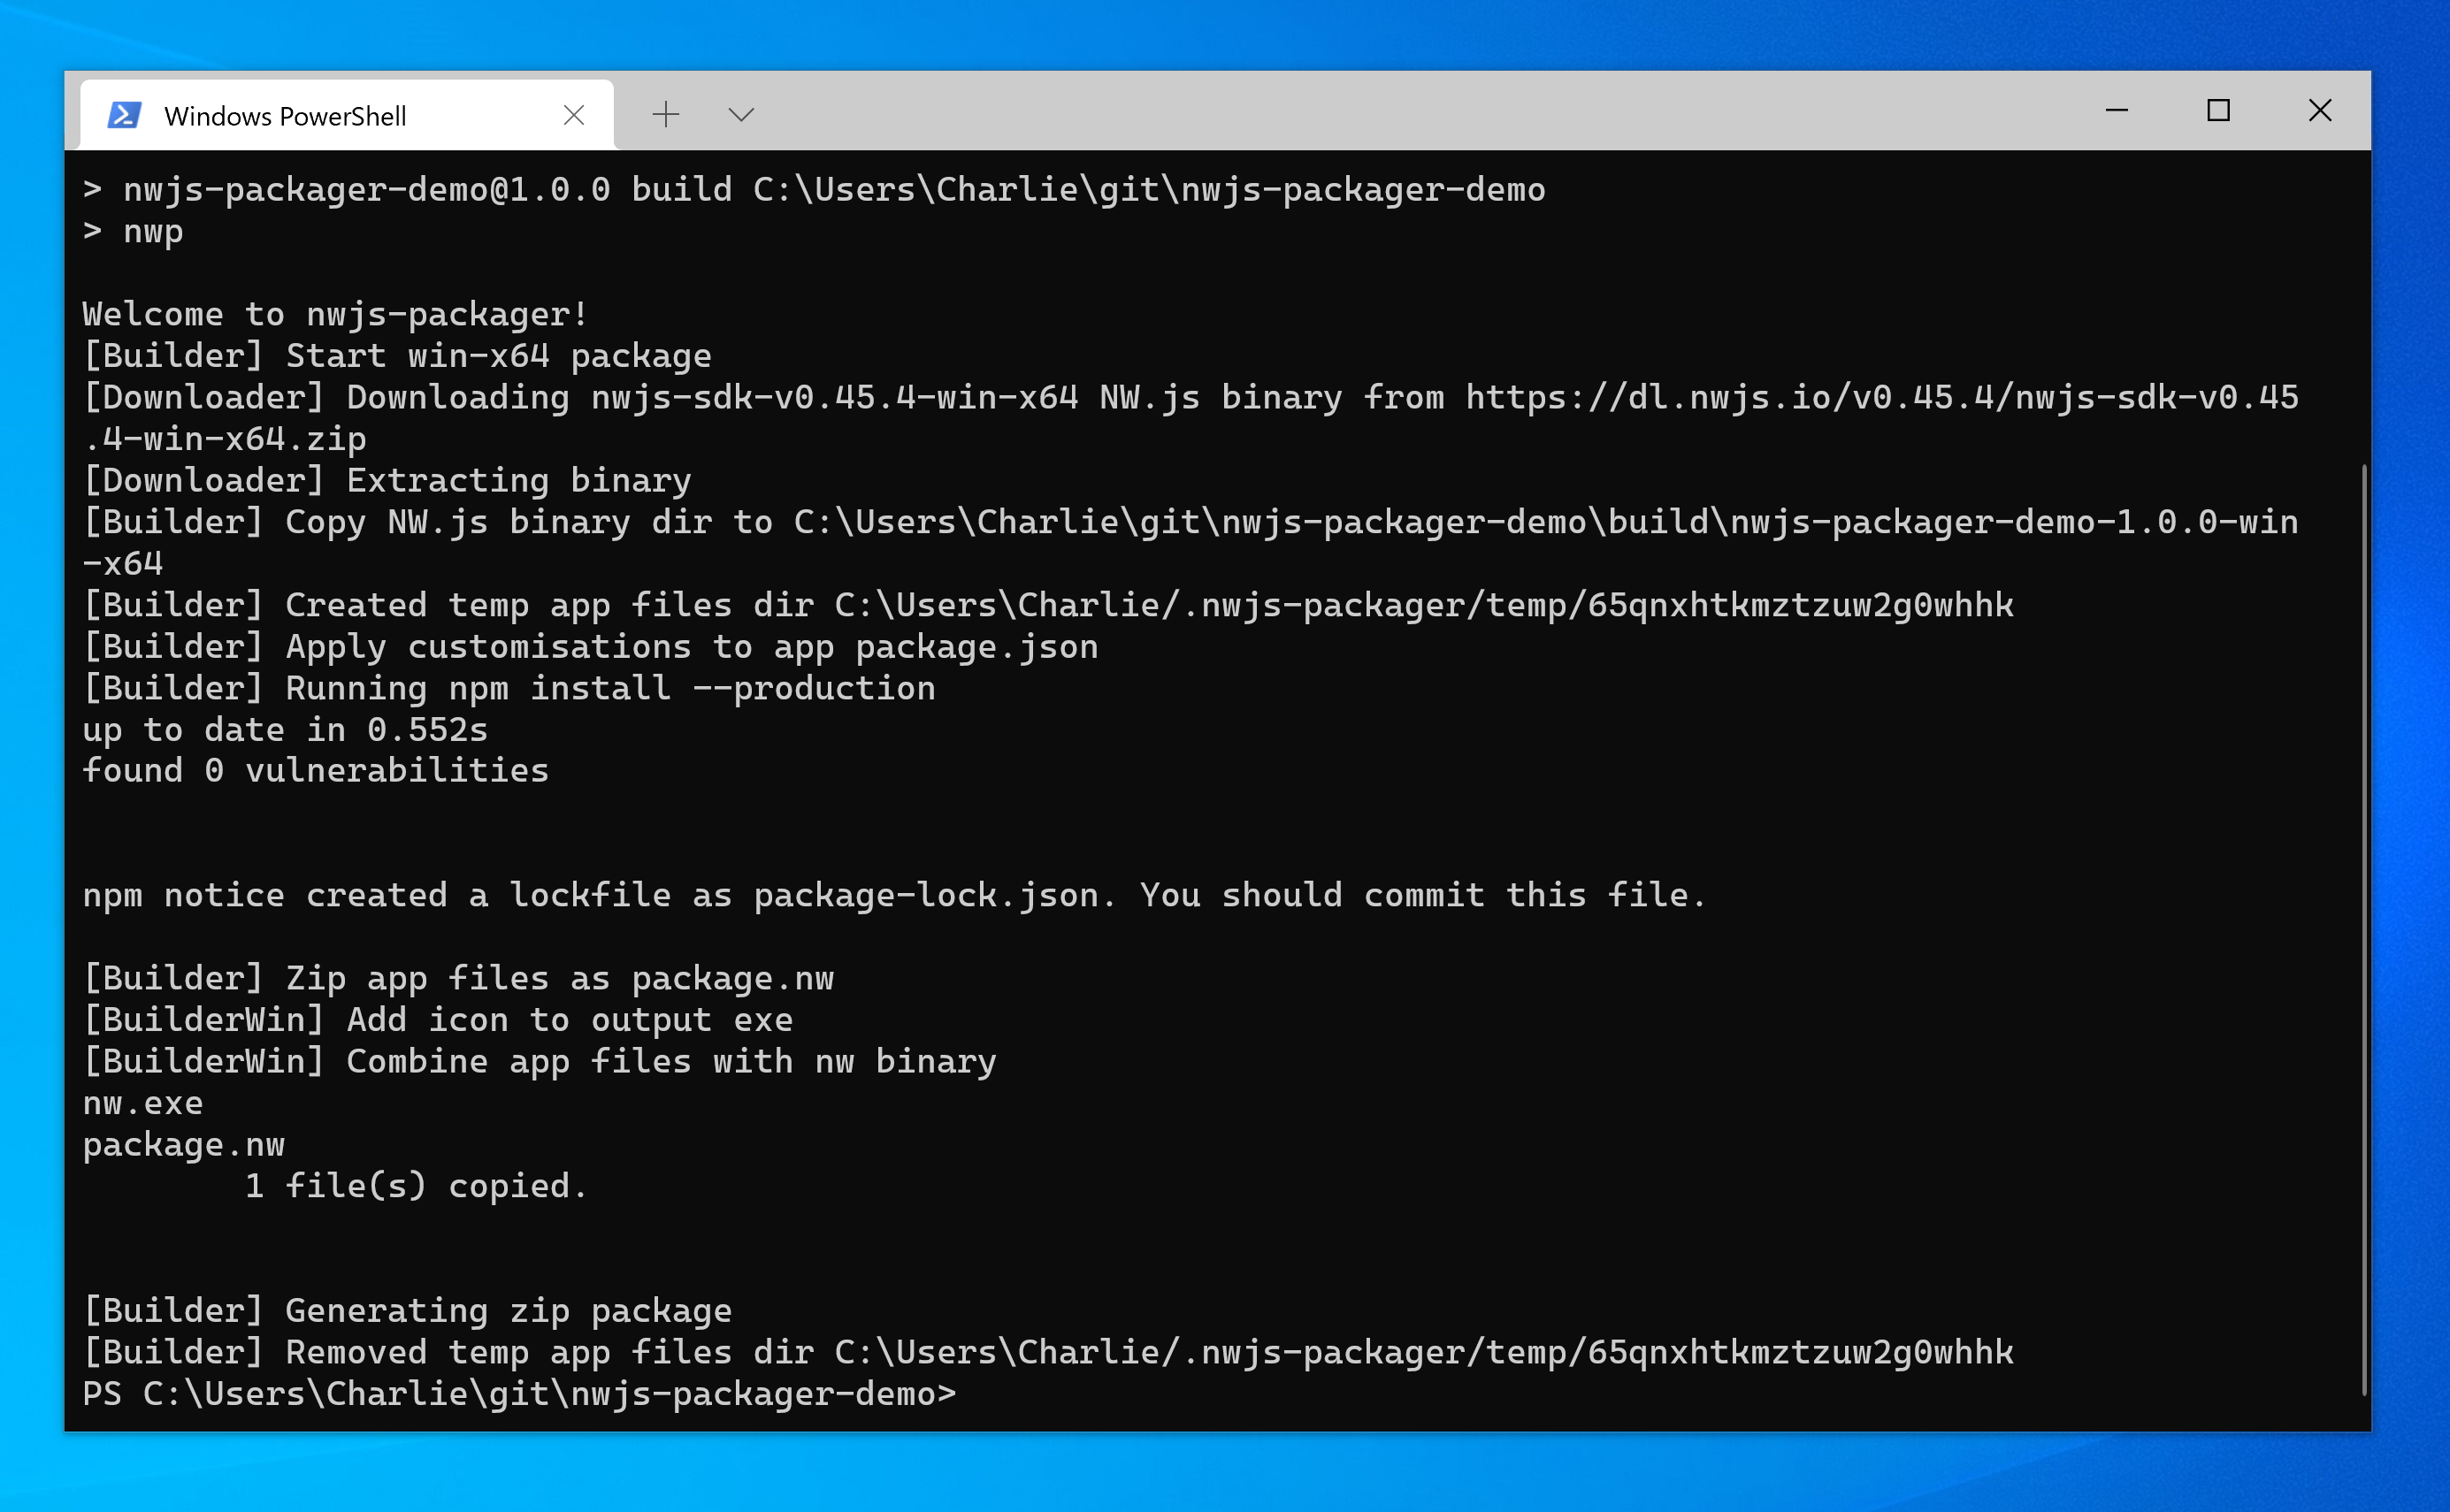 Windows PowerShell
> nwjs-packager-demo@1.0.0 build C:\Users\Charlie\git\nwjs-packager-demo
> nwp
Welcome to nwjs-packager!
[Builder] Start win-x64 package
[Downloader] Downloading nwjs-sdk-v0.45.4-win-x64 NW.js binary from https://dl.nwjs.io/v0.45.4/nwjs-sdk-v0.45
.4-win-x64.zip
[Downloader] Extracting binary
[Builder] Copy NW.js binary dir to C:\Users\Charlie\git\nwjs-packager-demo\build\nwjs-packager-demo-1.0.0-win
-x64
[Builder] Created temp app files dir C:\Users\Charlie/.nwjs-packager/temp/65qnxhtkmztzuw2g0whhk
[Builder] Apply customisations to app package.json
[Builder] Running npm install --production
up to date in 0.552s
found 0 vulnerabilities
npm notice created a lockfile as package-lock.json. You should commit this file.
[Builder] Zip app files as package.nw
[BuilderWin] Add icon to output exe
[BuilderWin] Combine app files with nw binary
nw.exe
package.nw
        1 file(s) copied.
[Builder] Generating zip package
[Builder] Removed temp app files dir C:\Users\Charlie/.nwjs-packager/temp/65qnxhtkmztzuw2g0whhk
PS C:\Users\Charlie\git\nwjs-packager-demo>